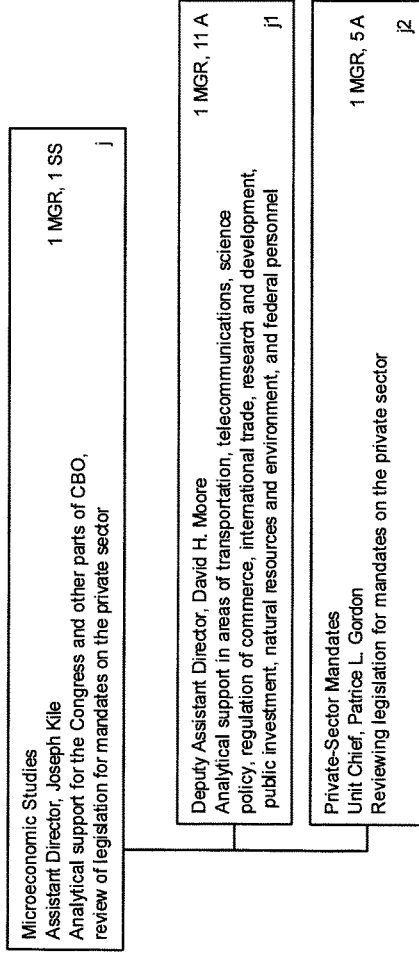 Microeconomic Studies
Assistant Director, Joseph Kile
Analytical support for the Congress and other parts of CBO,
review of legislation for mandates on the private sector
1 MGR, 1 SS
j
Deputy Assistant Director, David H. Moore
Analytical support in areas of transportation, telecommunications, science
policy, regulation of commerce, international trade, research and development,
public investment, natural resources and environment, and federal personnel
1 MGR, 11 A
j1
Private-Sector Mandates
Unit Chief, Patrice L. Gordon
Reviewing legislation for mandates on the private sector
1 MGR, 5 A
j2